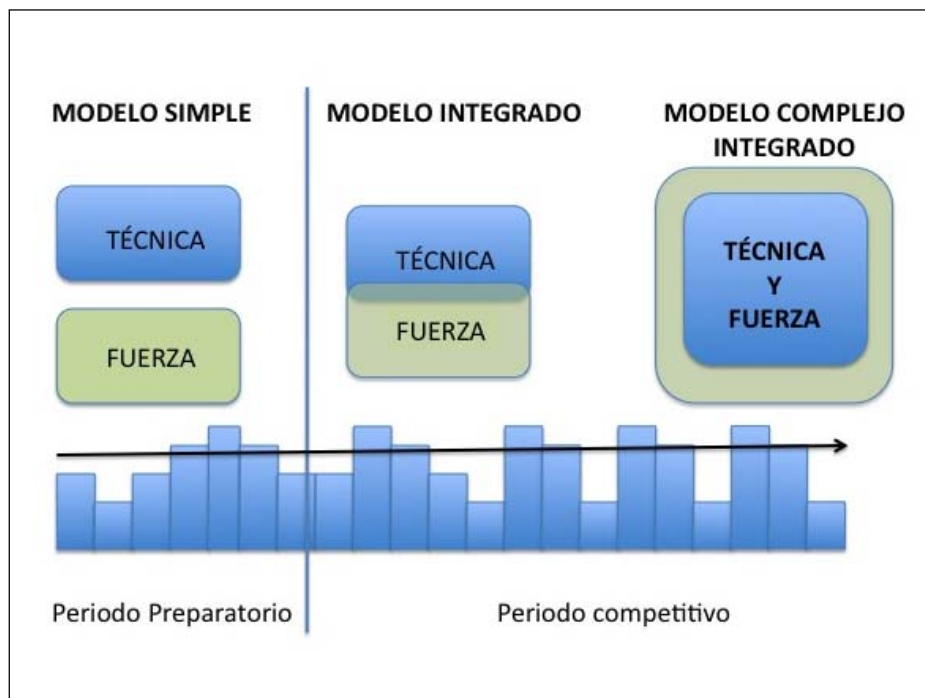 MODELO SIMPLE
MODELO INTEGRADO
MODELO COMPLEJO
INTEGRADO
TÉCNICA
FUERZA
TÉCNICA
FUERZA
TÉCNICA
Y
FUERZA
Periodo Preparatorio
Periodo competitivo